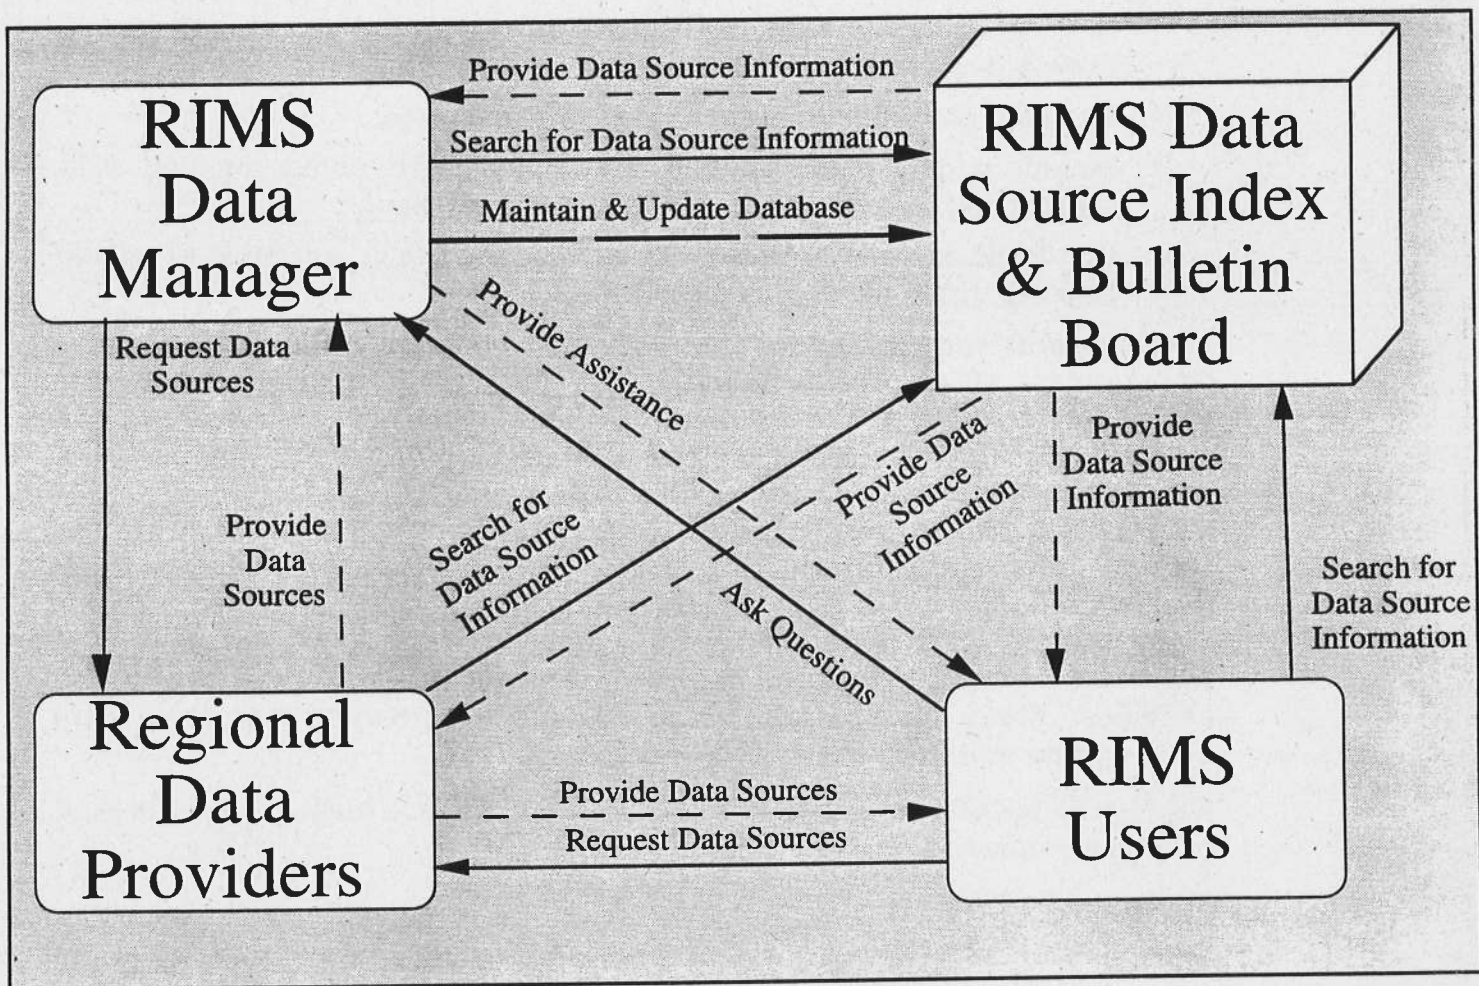 Provide Data Source Information
RIMS
Data
Manager
Search for Data Source Information
Maintain & Update Database
RIMS Data
Source Index
& Bulletin
Board
Request Data
Sources
Provide Assistance
Provide
Data
Sources
Search for
Data Source
Information
Provide Data
Source
Information
Provide
Data Source
Information
Ask Questions
Search for
Data Source
Information
Regional
Data
Providers
Provide Data Sources
Request Data Sources
RIMS
Users